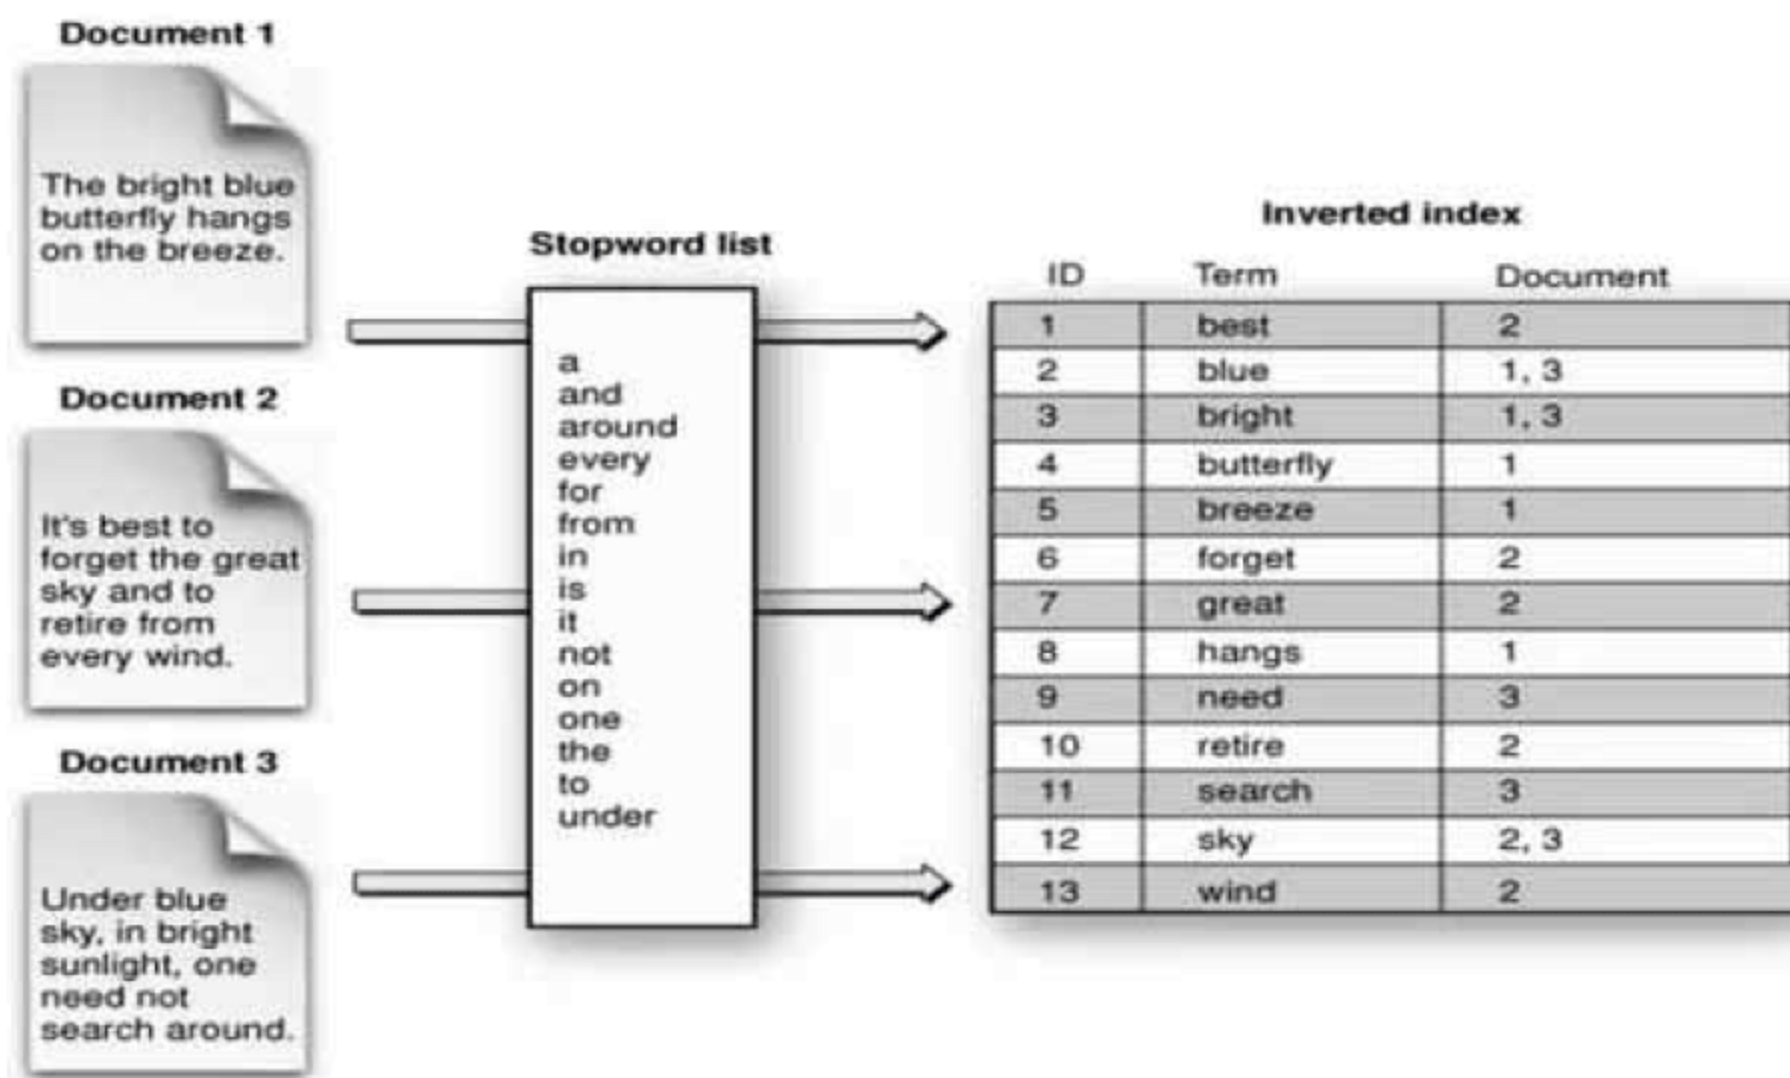 Document 1
The bright blue
butterfly hangs
on the breeze.
Document 2
It's best to
forget the great
sky and to
retire from
every wind.
Document 3
Under blue
sky, in bright
sunlight, one
need not
search around.
Stopword list
a
and
around
every
for
from
in
is
it
not
on
one
the
to
under
Inverted index
ID Term Document
1 best 2
2 blue 1, 3
3 bright 1, 3
4 butterfly 1
5 breeze 1
6 forget 2
7 great 2
8 hangs 1
9 need 3
10 retire 2
11 search 3
12 sky 2, 3
13 wind 2